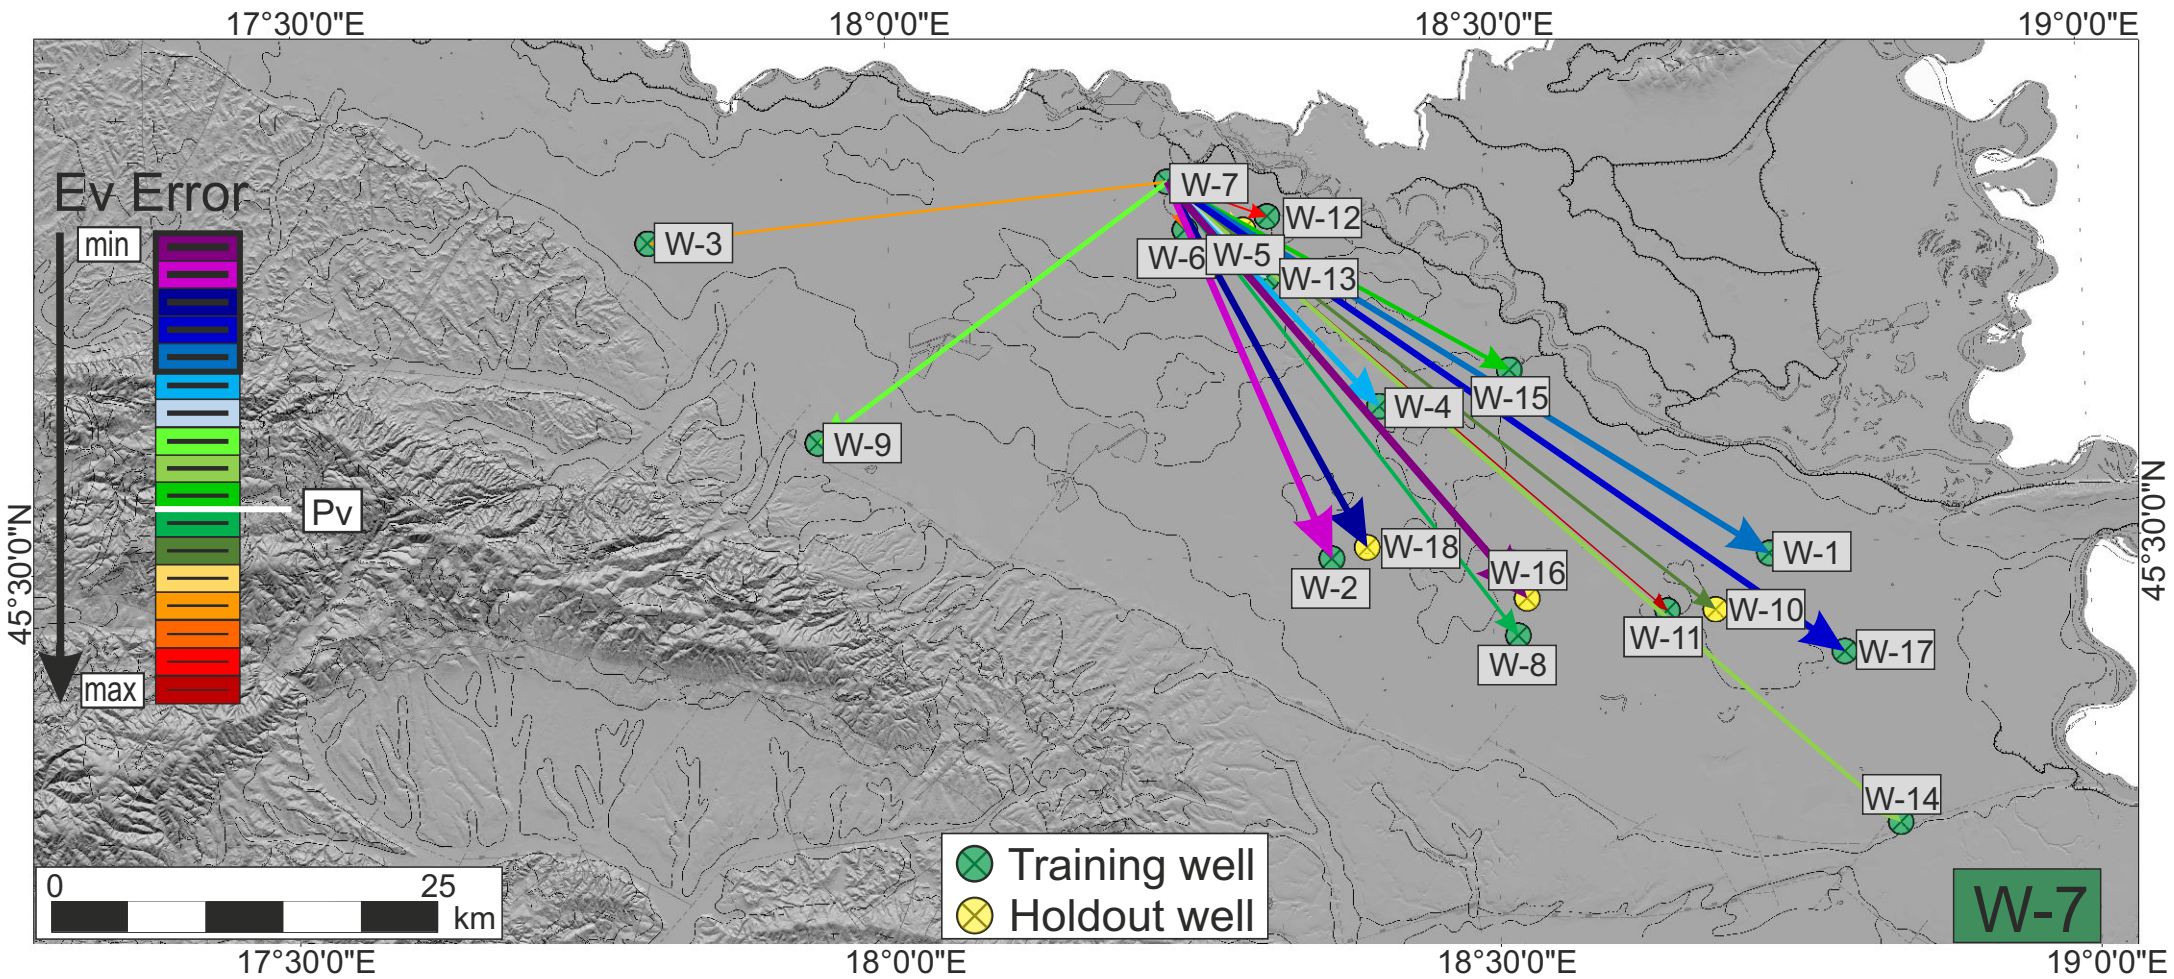 17°30'0"E 18°0'0"E 18°30'0"E 19°0'0"E
Ev Error
min
max
Pv
W-7
W-12
W-3
W-6
W-5
W-13
W-15
W-4
W-9
W-18
W-2
W-16
W-1
W-10
W-11
W-17
W-8
W-14
45°30'0"N
45°30'0"N
0 25
km
Training well
Holdout well
W-7
17°30'0"E 18°0'0"E 18°30'0"E 19°0'0"E